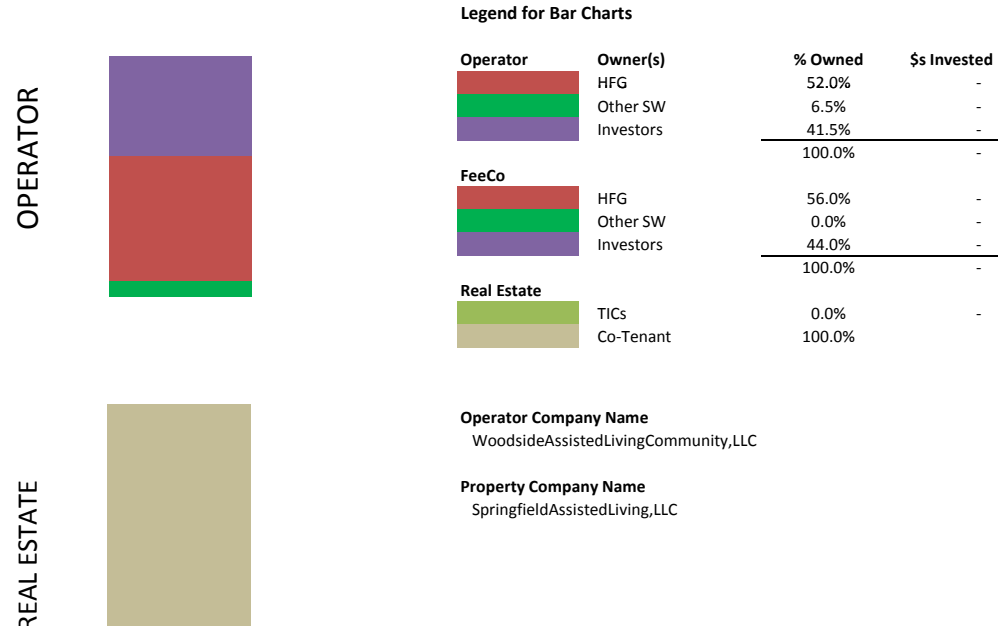 Legend for Bar Charts
Operator Owner(s) % Owned $s Invested
HFG 52.0% -
Other SW 6.5% -
Investors 41.5% -
100.0% -
FeeCo
HFG 56.0% -
Other SW 0.0% -
Investors 44.0% -
100.0% -
Real Estate
TICs 0.0% -
Co-Tenant 100.0%
OPERATOR
Operator Company Name
WoodsideAssistedLivingCommunity,LLC
Property Company Name
SpringfieldAssistedLiving,LLC
REAL ESTATE